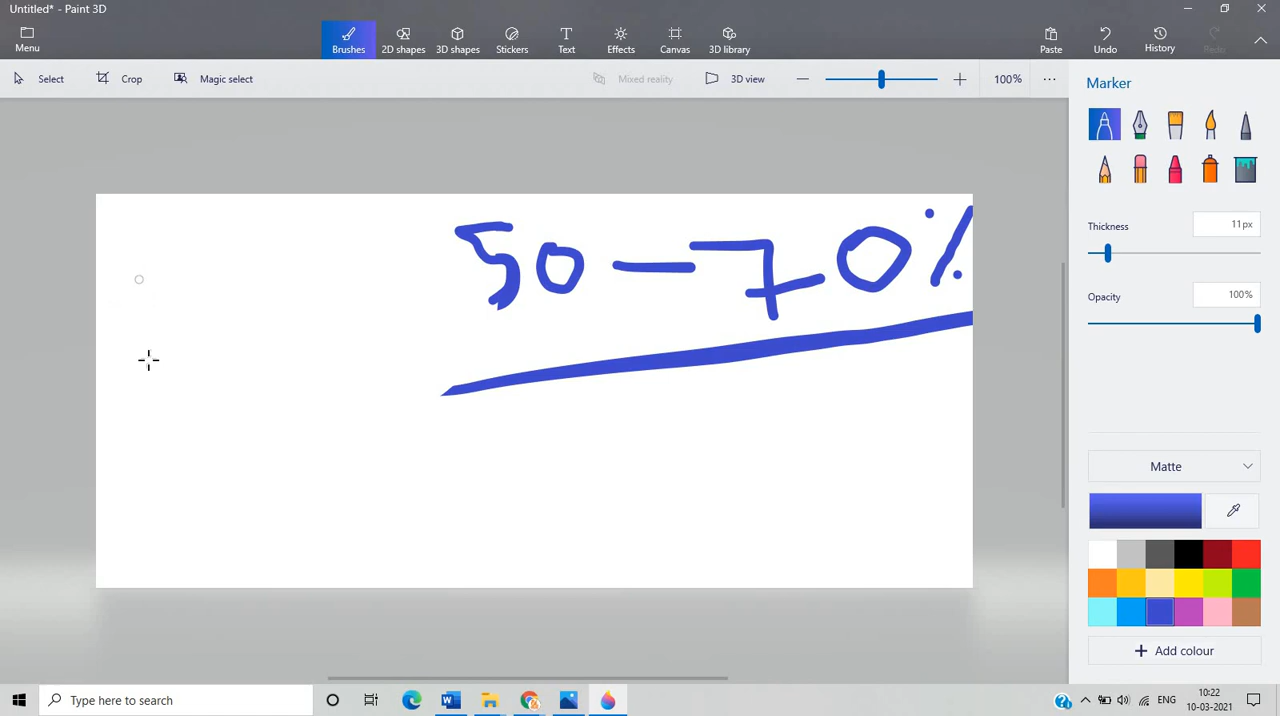 Untitled* - Paint 3D
Menu
Brushes
2D shapes
3D shapes
Stickers
Text
Effects
Canvas
3D library
Paste
Undo
History
Redo
Select
Crop
Magic select
Mixed reality
3D view
100%
Marker
Thickness
11px
Opacity
100%
Matte
Add colour
50 - 70%
Type here to search
ENG
10:22
10-03-2021